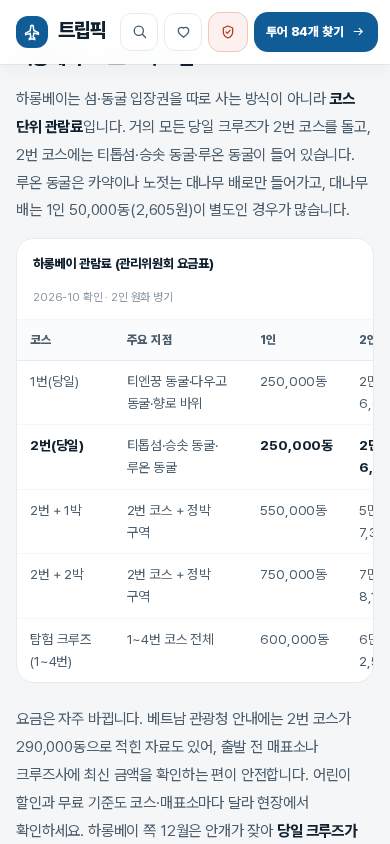 트립픽
투어 84개 찾기 →
하롱베이는 섬·동굴 입장권을 따로 사는 방식이 아니라 코스
단위 관람료입니다. 거의 모든 당일 크루즈가 2번 코스를 돌고,
2번 코스에는 티톱섬·승솟 동굴·루온 동굴이 들어 있습니다.
루온 동굴은 카약이나 노젓는 대나무 배로만 들어가고, 대나무
배는 1인 50,000동(2,605원)이 별도인 경우가 많습니다.
하롱베이 관람료 (관리위원회 요금표)
2026-10 확인 · 2인 원화 병기
코스 주요 지점 1인 2인
1번(당일) 티엔꿍 동굴·다우고 250,000동
동굴·향로 바위
2번(당일) 티톱섬·승솟 동굴· 250,000동
루온 동굴
2번 + 1박 2번 코스 + 정박 550,000동
구역
2번 + 2박 2번 코스 + 정박 750,000동
구역
탐험 크루즈 1~4번 코스 전체 600,000동
(1~4번)
요금은 자주 바뀝니다. 베트남 관광청 안내에는 2번 코스가
290,000동으로 적힌 자료도 있어, 출발 전 매표소나
크루즈사에 최신 금액을 확인하는 편이 안전합니다. 어린이
할인과 무료 기준도 코스·매표소마다 달라 현장에서
확인하세요. 하롱베이 쪽 12월은 안개가 잦아 당일 크루즈가